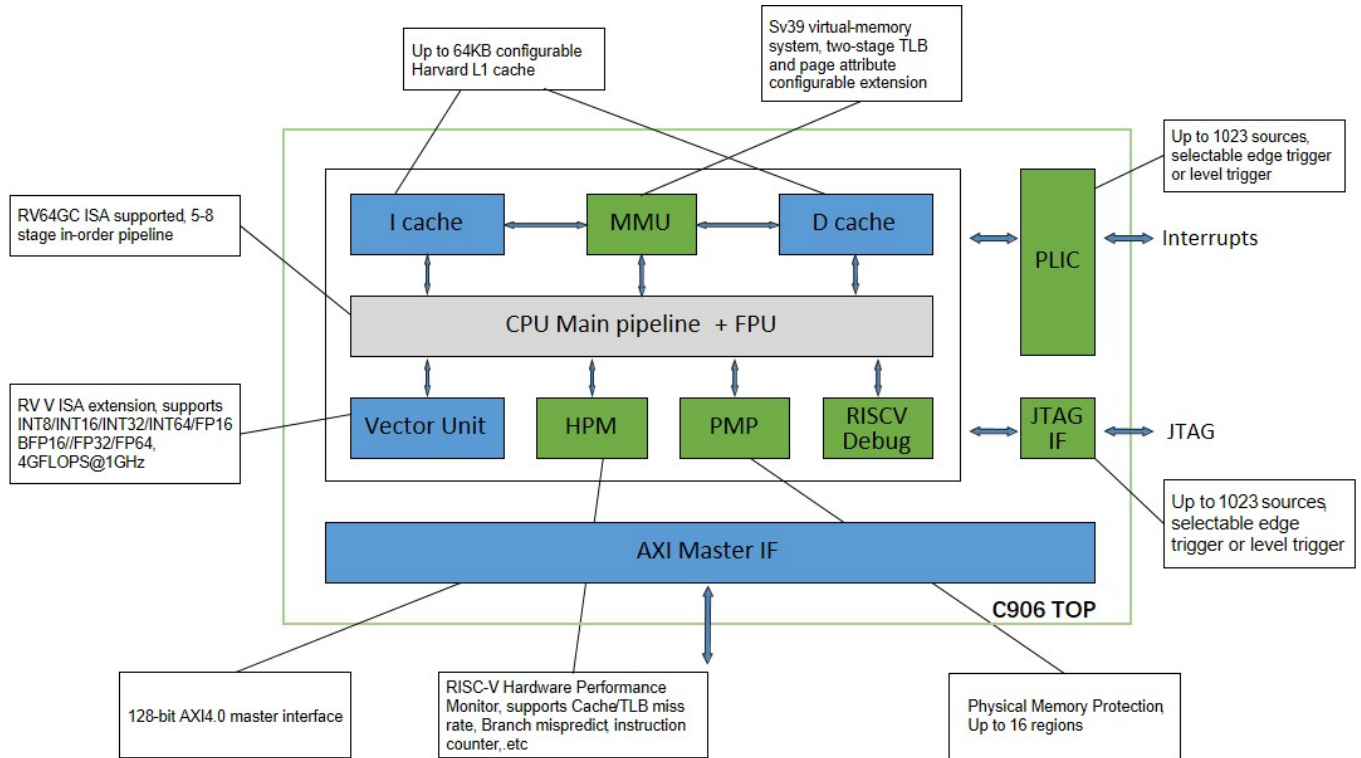 Up to 64KB configurable
Harvard L1 cache
Sv39 virtual-memory
system, two-stage TLB
and page attribute
configurable extension
Up to 1023 sources,
selectable edge trigger
or level trigger
RV64GC ISA supported, 5-8
stage in-order pipeline
I cache
MMU
D cache
PLIC
Interrupts
CPU Main pipeline + FPU
RV V ISA extension, supports
INT8/INT16/INT32/INT64/FP16
BFP16//FP32/FP64,
4GFLOPS@1GHz
Vector Unit
HPM
PMP
RISCV
Debug
JTAG
IF
JTAG
Up to 1023 sources,
selectable edge
trigger or level trigger
AXI Master IF
C906 TOP
128-bit AXI4.0 master interface
RISC-V Hardware Performance
Monitor, supports Cache/TLB miss
rate, Branch mispredict, instruction
counter,.etc
Physical Memory Protection,
Up to 16 regions